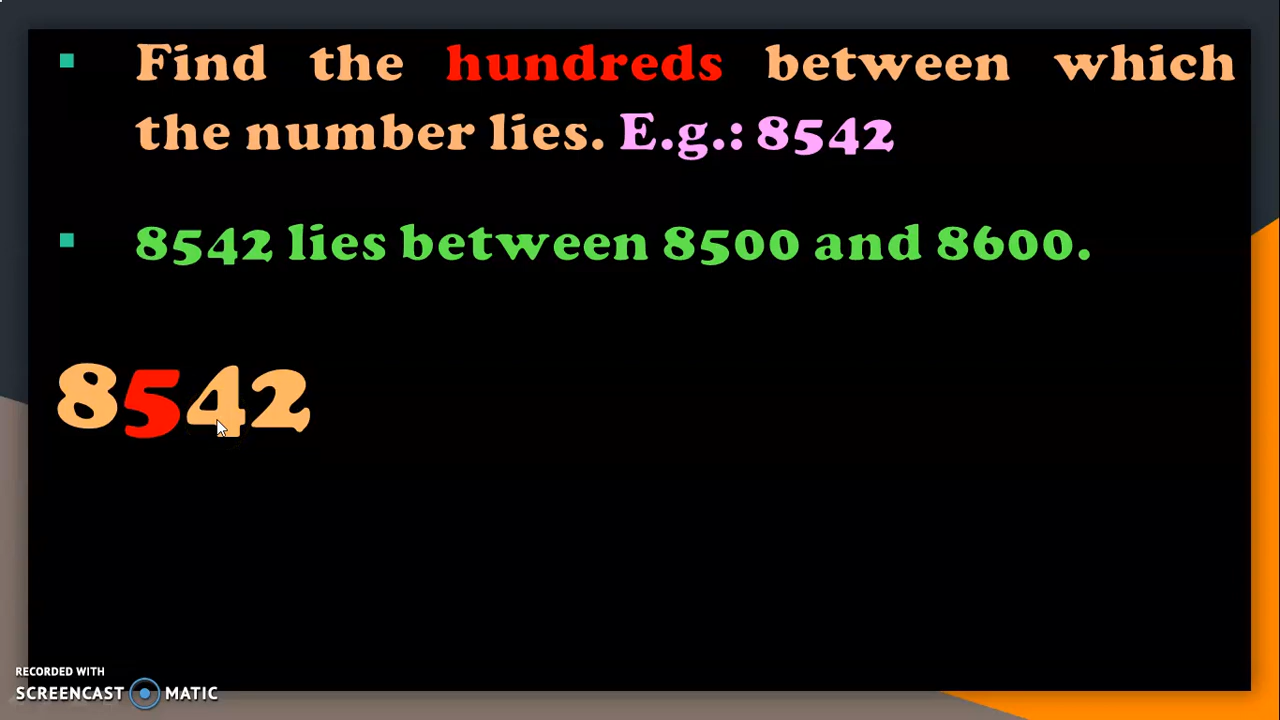 Find the hundreds between which
the number lies. E.g.: 8542
8542 lies between 8500 and 8600.
8542
RECORDED WITH
SCREENCAST MATIC